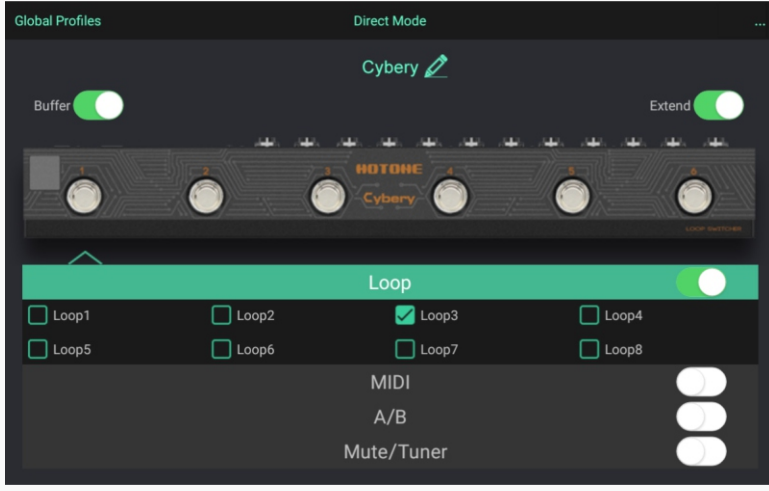 Global Profiles Direct Mode ...
Cybery
Buffer Extend
1 2 3 HOTONE 4 5 6
Cybery
LOOP SWITCHER
Loop
Loop1 Loop2 Loop3 Loop4
Loop5 Loop6 Loop7 Loop8
MIDI
A/B
Mute/Tuner